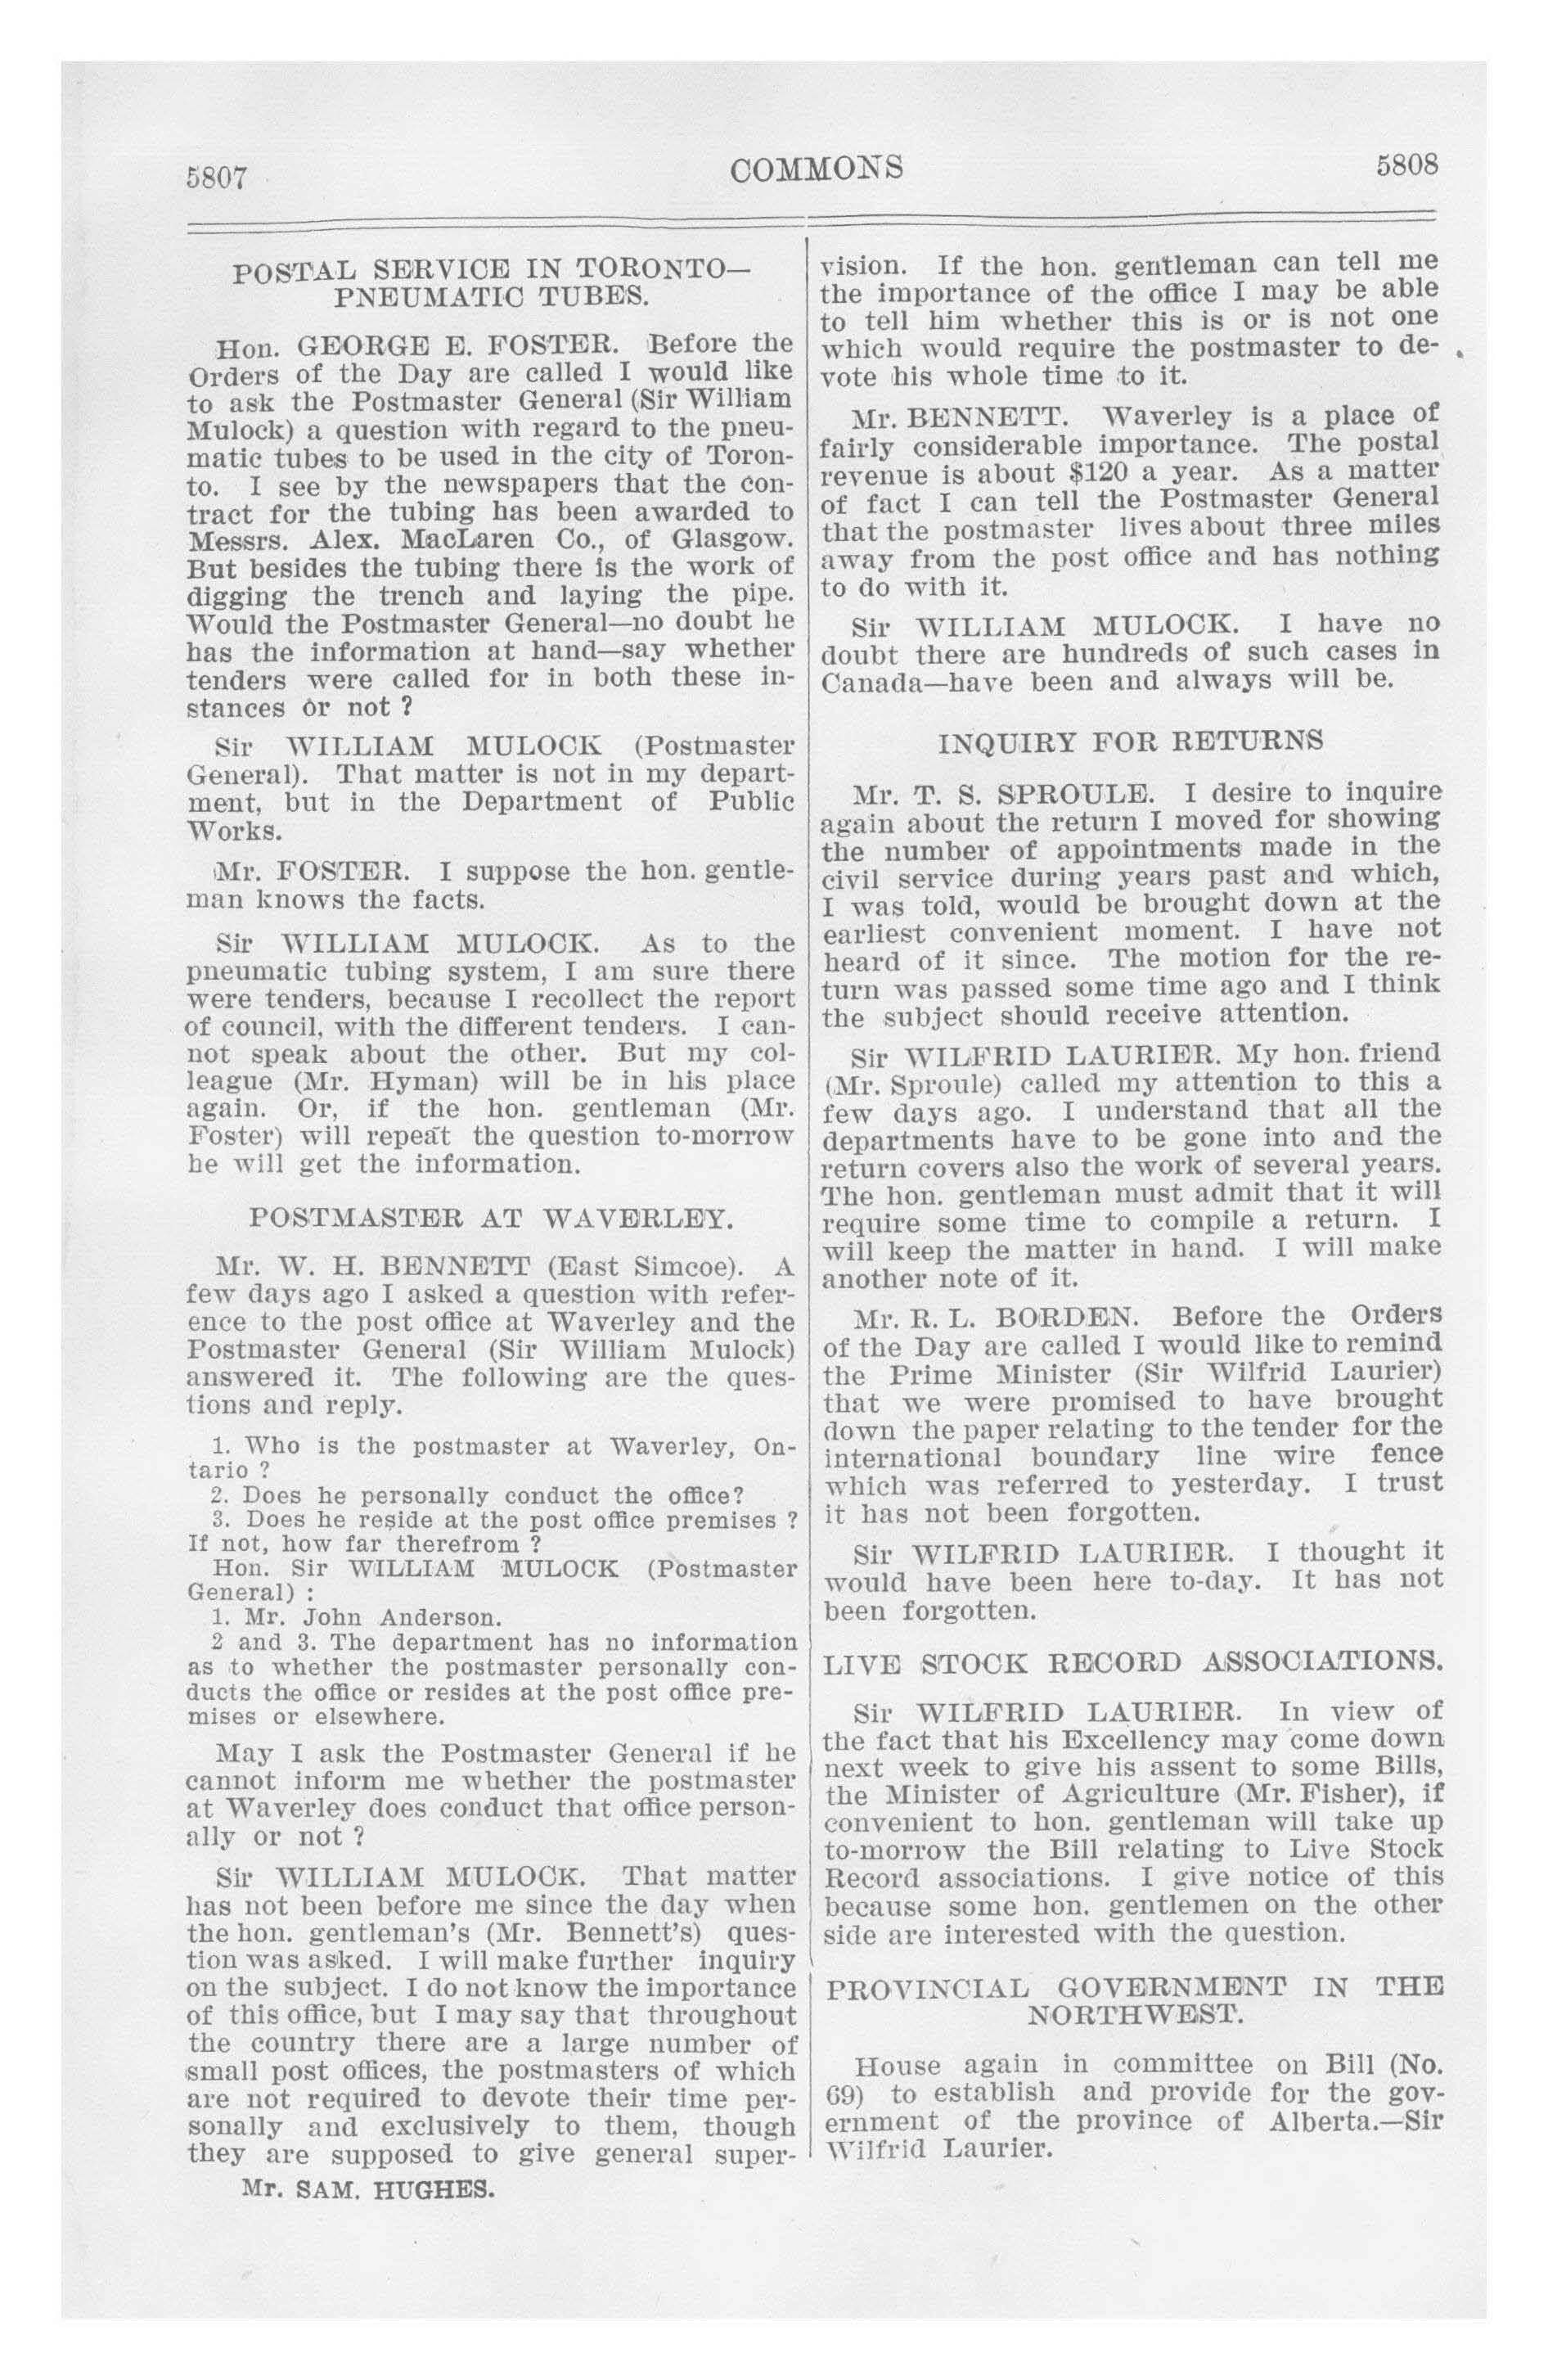 5807
COMMONS
5808
POSTAL SERVICE IN TORONTO—
PNEUMATIC TUBES.
Hon. GEORGE E. FOSTER. Before the
Orders of the Day are called I would like
to ask the Postmaster General (Sir William
Mulock) a question with regard to the pneu-
matic tubes to be used in the city of Toron-
to. I see by the newspapers that the con-
tract for the tubing has been awarded to
Messrs. Alex. MacLaren Co., of Glasgow.
But besides the tubing there is the work of
digging the trench and laying the pipe.
Would the Postmaster General—no doubt he
has the information at hand—say whether
tenders were called for in both these in-
stances or not ?
Sir WILLIAM MULOCK (Postmaster
General). That matter is not in my depart-
ment, but in the Department of Public
Works.
Mr. FOSTER. I suppose the hon. gentle-
man knows the facts.
Sir WILLIAM MULOCK. As to the
pneumatic tubing system, I am sure there
were tenders, because I recollect the report
of council, with the different tenders. I can-
not speak about the other. But my col-
league (Mr. Hyman) will be in his place
again. Or, if the hon. gentleman (Mr.
Foster) will repeat the question to-morrow
he will get the information.
POSTMASTER AT WAVERLEY.
Mr. W. H. BENNETT (East Simcoe). A
few days ago I asked a question with refer-
ence to the post office at Waverley and the
Postmaster General (Sir William Mulock)
answered it. The following are the ques-
tions and reply.
1. Who is the postmaster at Waverley, On-
tario ?
2. Does he personally conduct the office?
3. Does he reside at the post office premises ?
If not, how far therefrom ?
Hon. Sir WILLIAM MULOCK (Postmaster
General) :
1. Mr. John Anderson.
2 and 3. The department has no information
as to whether the postmaster personally con-
ducts the office or resides at the post office pre-
mises or elsewhere.
May I ask the Postmaster General if he
cannot inform me whether the postmaster
at Waverley does conduct that office person-
ally or not ?
Sir WILLIAM MULOCK. That matter
has not been before me since the day when
the hon. gentleman's (Mr. Bennett's) ques-
tion was asked. I will make further inquiry
on the subject. I do not know the importance
of this office, but I may say that throughout
the country there are a large number of
small post offices, the postmasters of which
are not required to devote their time per-
sonally and exclusively to them, though
they are supposed to give general super-
Mr. SAM. HUGHES.
vision. If the hon. gentleman can tell me
the importance of the office I may be able
to tell him whether this is or is not one
which would require the postmaster to de-
vote his whole time to it.
Mr. BENNETT. Waverley is a place of
fairly considerable importance. The postal
revenue is about $120 a year. As a matter
of fact I can tell the Postmaster General
that the postmaster lives about three miles
away from the post office and has nothing
to do with it.
Sir WILLIAM MULOCK. I have no
doubt there are hundreds of such cases in
Canada—have been and always will be.
INQUIRY FOR RETURNS
Mr. T. S. SPROULE. I desire to inquire
again about the return I moved for showing
the number of appointments made in the
civil service during years past and which,
I was told, would be brought down at the
earliest convenient moment. I have not
heard of it since. The motion for the re-
turn was passed some time ago and I think
the subject should receive attention.
Sir WILFRID LAURIER. My hon. friend
(Mr. Sproule) called my attention to this a
few days ago. I understand that all the
departments have to be gone into and the
return covers also the work of several years.
The hon. gentleman must admit that it will
require some time to compile a return. I
will keep the matter in hand. I will make
another note of it.
Mr. R. L. BORDEN. Before the Orders
of the Day are called I would like to remind
the Prime Minister (Sir Wilfrid Laurier)
that we were promised to have brought
down the paper relating to the tender for the
international boundary line wire fence
which was referred to yesterday. I trust
it has not been forgotten.
Sir WILFRID LAURIER. I thought it
would have been here to-day. It has not
been forgotten.
LIVE STOCK RECORD ASSOCIATIONS.
Sir WILFRID LAURIER. In view of
the fact that his Excellency may come down
next week to give his assent to some Bills,
the Minister of Agriculture (Mr. Fisher), if
convenient to hon. gentleman will take up
to-morrow the Bill relating to Live Stock
Record associations. I give notice of this
because some hon. gentlemen on the other
side are interested with the question.
PROVINCIAL GOVERNMENT IN THE
NORTHWEST.
House again in committee on Bill (No.
69) to establish and provide for the gov-
ernment of the province of Alberta.—Sir
Wilfrid Laurier.